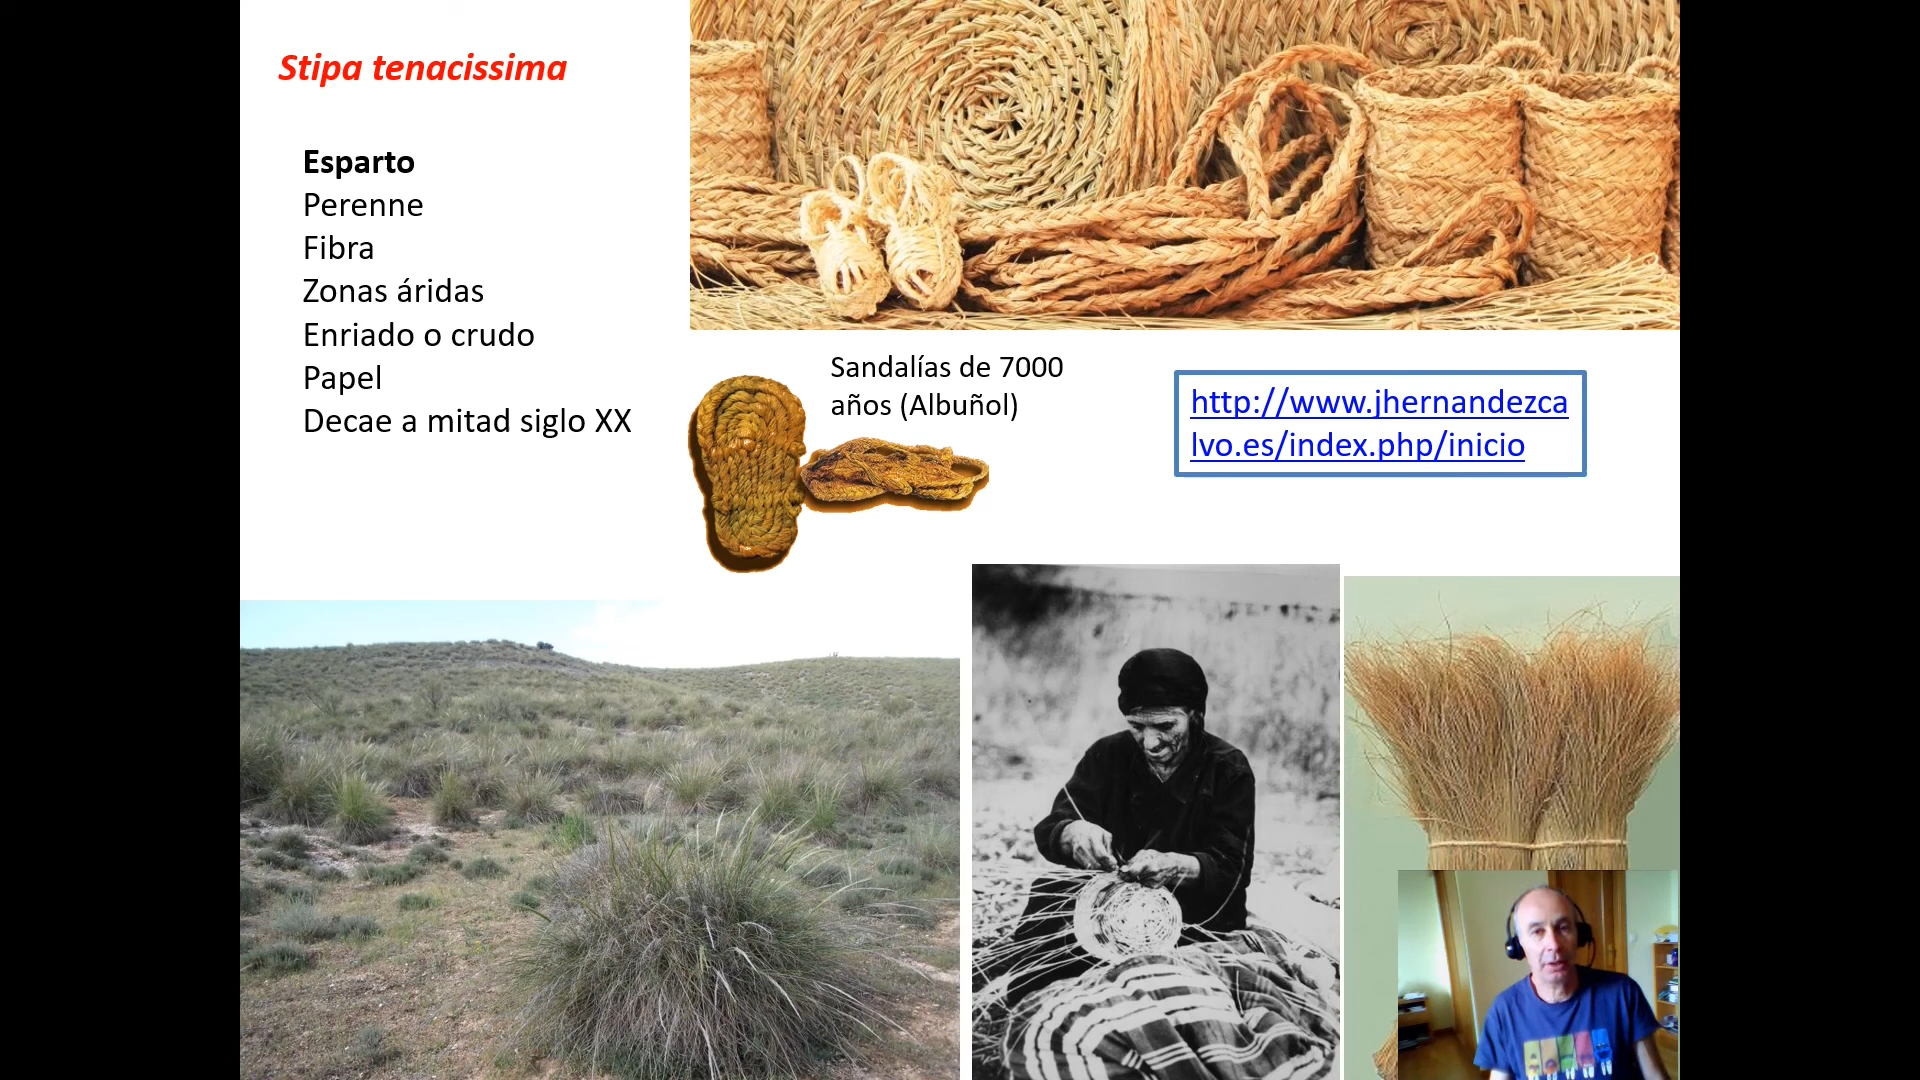 Stipa tenacissima
Esparto
Perenne
Fibra
Zonas áridas
Enriado o crudo
Papel
Decae a mitad siglo XX
Sandalías de 7000
años (Albuñol)
http://www.jhernandezca
lvo.es/index.php/inicio